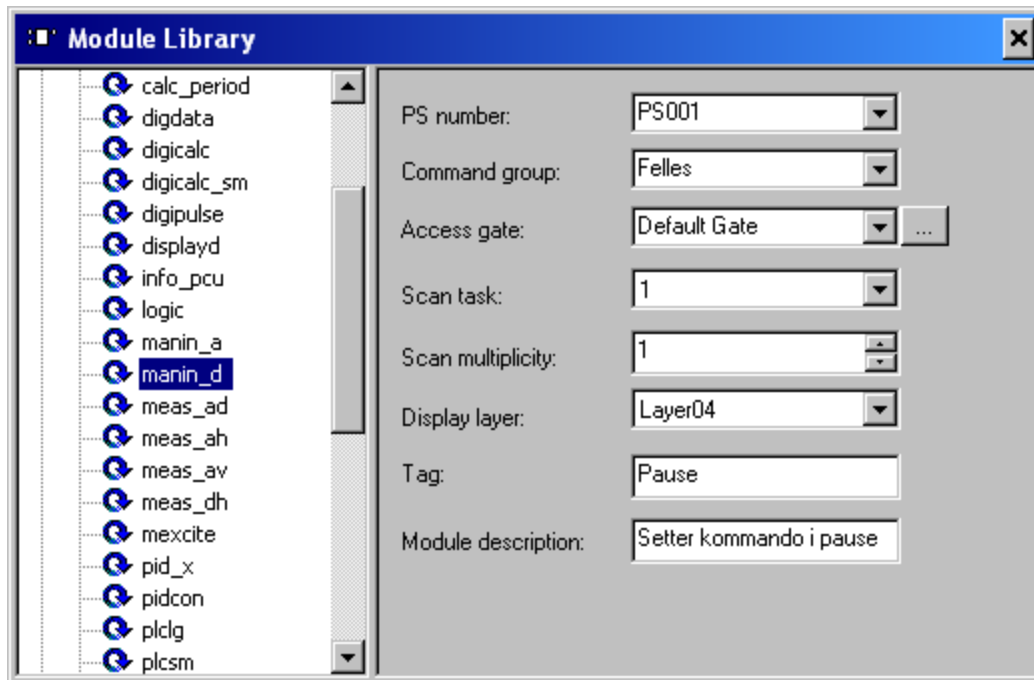 Module Library
calc_period
digdata
digicalc
digicalc_sm
digipulse
displayd
info_pcu
logic
manin_a
manin_d
meas_ad
meas_ah
meas_av
meas_dh
mexcite
pid_x
pidcon
plclg
plcsm
PS number: PS001
Command group: Felles
Access gate: Default Gate ...
Scan task: 1
Scan multiplicity: 1
Display layer: Layer04
Tag: Pause
Module description: Setter kommando i pause